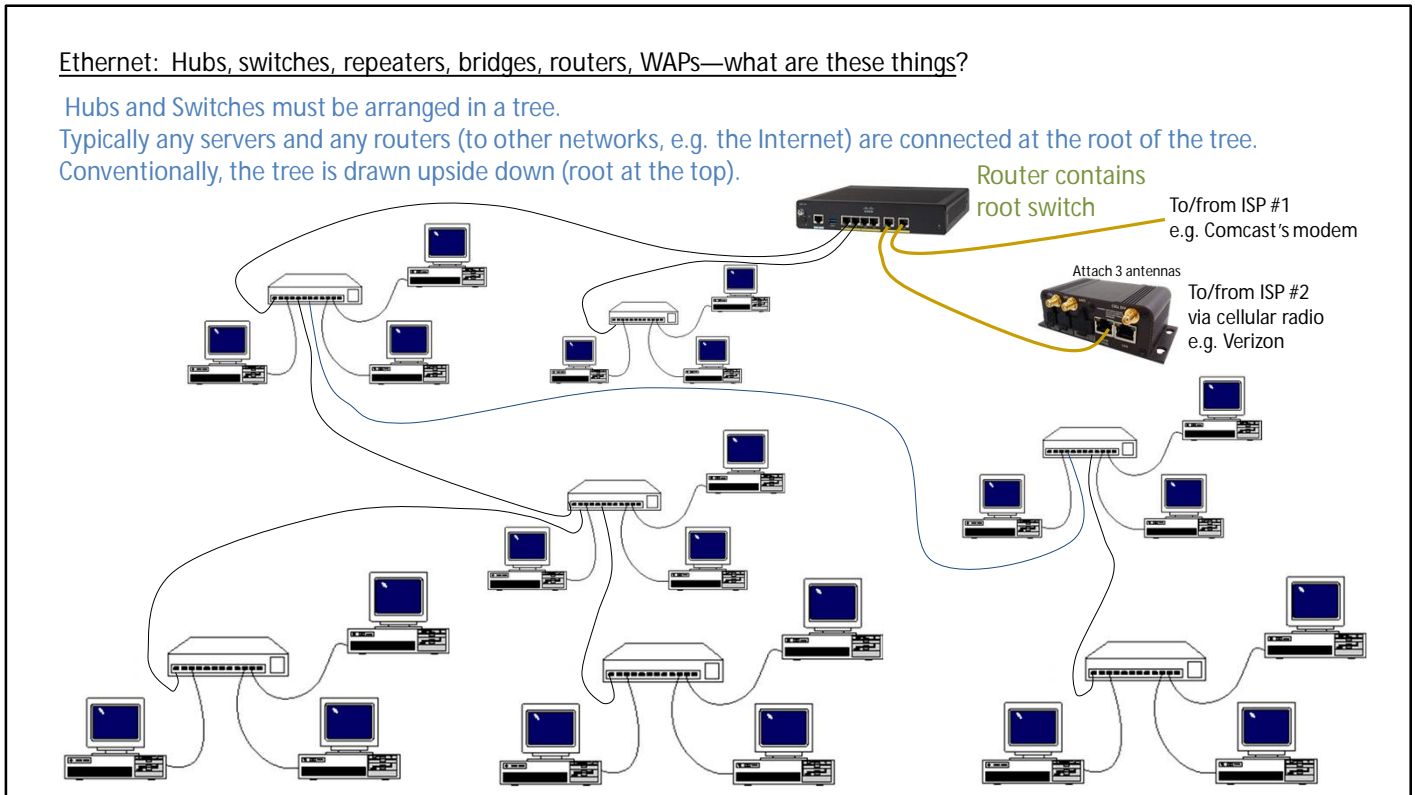 Ethernet:  Hubs, switches, repeaters, bridges, routers, WAPs—what are these things?
Hubs and Switches must be arranged in a tree.
Typically any servers and any routers (to other networks, e.g. the Internet) are connected at the root of the tree.
Conventionally, the tree is drawn upside down (root at the top).
Router contains
root switch
To/from ISP #1
e.g. Comcast's modem
Attach 3 antennas
To/from ISP #2
via cellular radio
e.g. Verizon